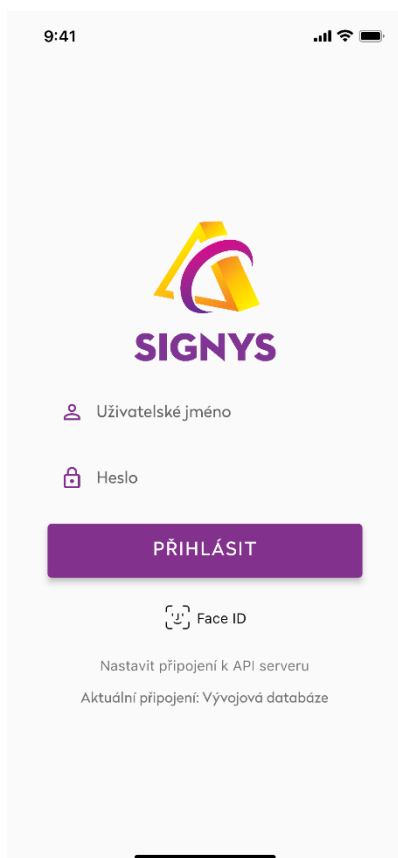 9:41
SIGNYS
Uživatelské jméno
Heslo
PŘIHLÁSIT
Face ID
Nastavit připojení k API serveru
Aktuální připojení: Vývojová databáze